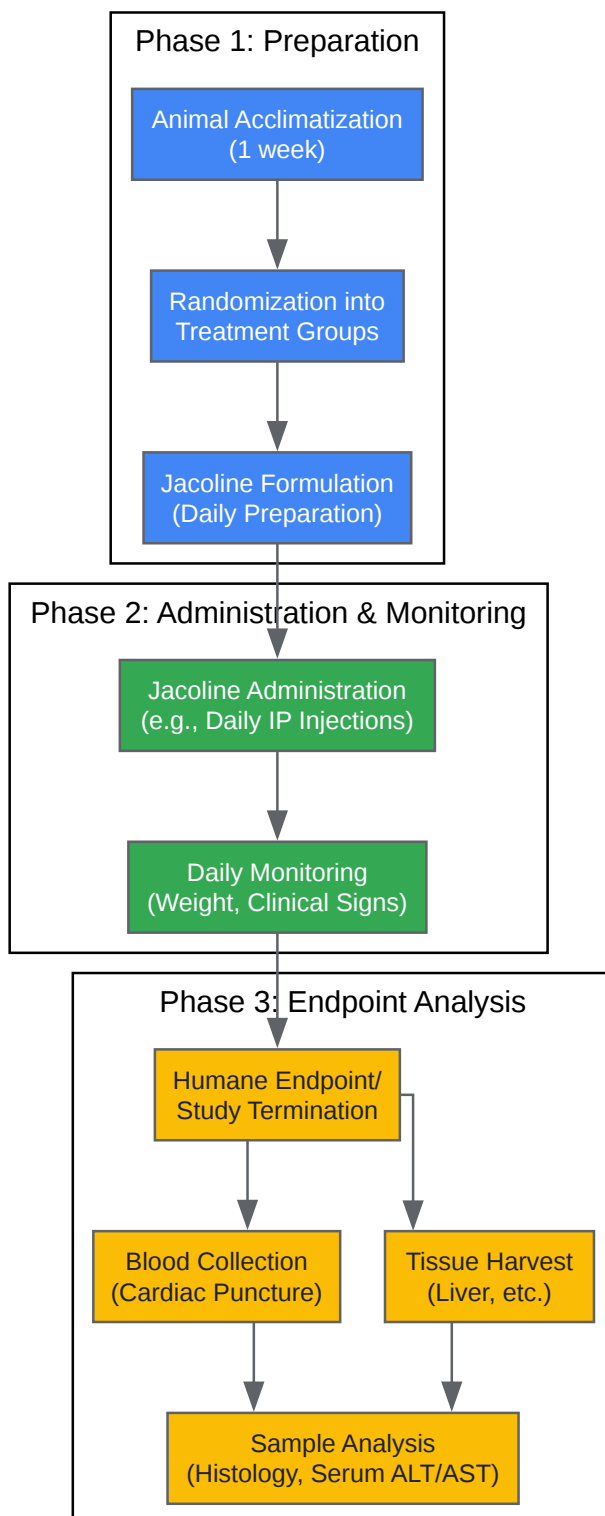 Phase 1: Preparation
Animal Acclimatization
(1 week)
Randomization into
Treatment Groups
Jacoline Formulation
(Daily Preparation)
Phase 2: Administration & Monitoring
Jacoline Administration
(e.g., Daily IP Injections)
Daily Monitoring
(Weight, Clinical Signs)
Phase 3: Endpoint Analysis
Humane Endpoint/
Study Termination
Blood Collection
(Cardiac Puncture)
Tissue Harvest
(Liver, etc.)
Sample Analysis
(Histology, Serum ALT/AST)